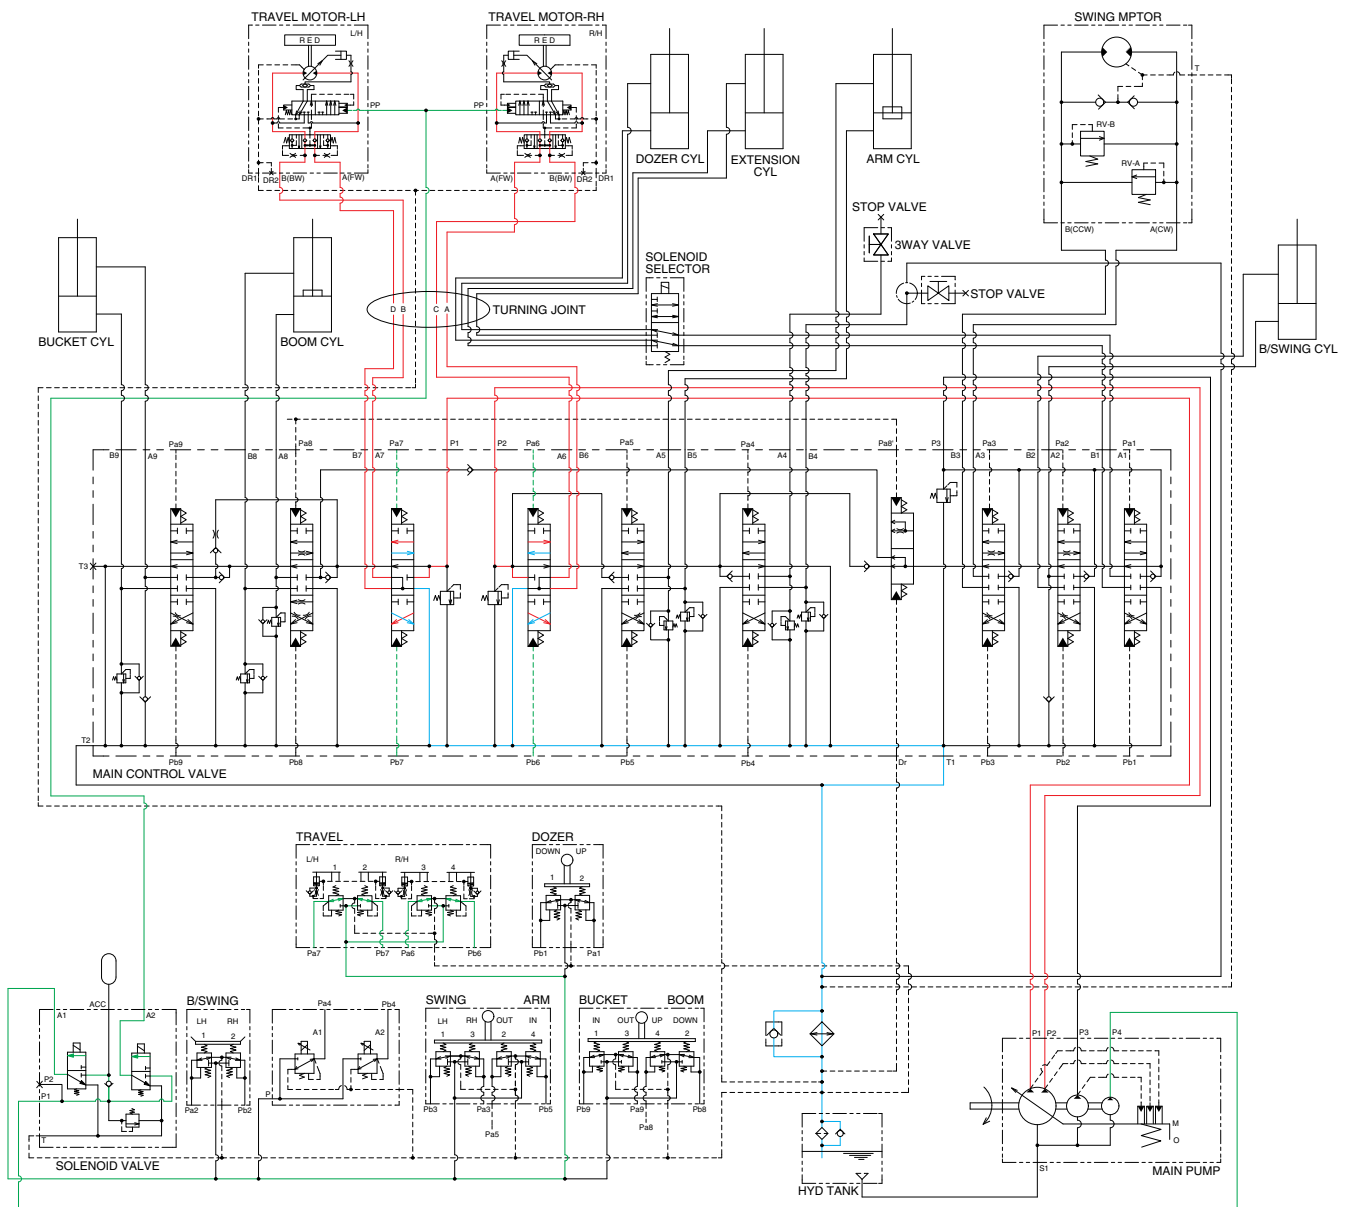 TRAVEL MOTOR-LH
TRAVEL MOTOR-RH
SWING MPTOR
L/H
R/H
RED
RED
T
PP
PP
RV-B
RV-A
DOZER CYL
EXTENSION
CYL
ARM CYL
DR1
DR2
B(BW)
A(FW)
A(FW)
B(BW)
DR2
DR1
STOP VALVE
B(CCW)
A(CW)
3WAY VALVE
SOLENOID
SELECTOR
STOP VALVE
D B
C A
TURNING JOINT
BUCKET CYL
BOOM CYL
B/SWING CYL
Pa9
Pa8
Pa7
P1
P2
Pa6
Pa5
Pa4
Pa8'
P3
Pa3
Pa2
Pa1
B9
A9
B8
A8
B7
A7
A6
B6
A5
B5
A4
B4
B3
A3
B2
A2
B1
A1
T3
T2
Pb9
Pb8
Pb7
Pb6
Pb5
Pb4
Dr
T1
Pb3
Pb2
Pb1
MAIN CONTROL VALVE
TRAVEL
DOZER
L/H
R/H
DOWN
UP
1
2
3
4
1
2
Pa7
Pb7
Pa6
Pb6
Pb1
Pa1
ACC
A1
A2
B/SWING
Pa4
Pb4
SWING
ARM
BUCKET
BOOM
LH
RH
LH
RH
OUT
IN
IN
OUT
UP
DOWN
1
2
A1
A2
1
3
2
4
1
3
4
2
P1
P2
P3
P4
P2
P1
P
Pa2
Pb2
Pb3
Pa3
Pb5
Pb9
Pa9
Pb8
Pa5
Pa8
T
M
O
SOLENOID VALVE
S1
MAIN PUMP
HYD TANK